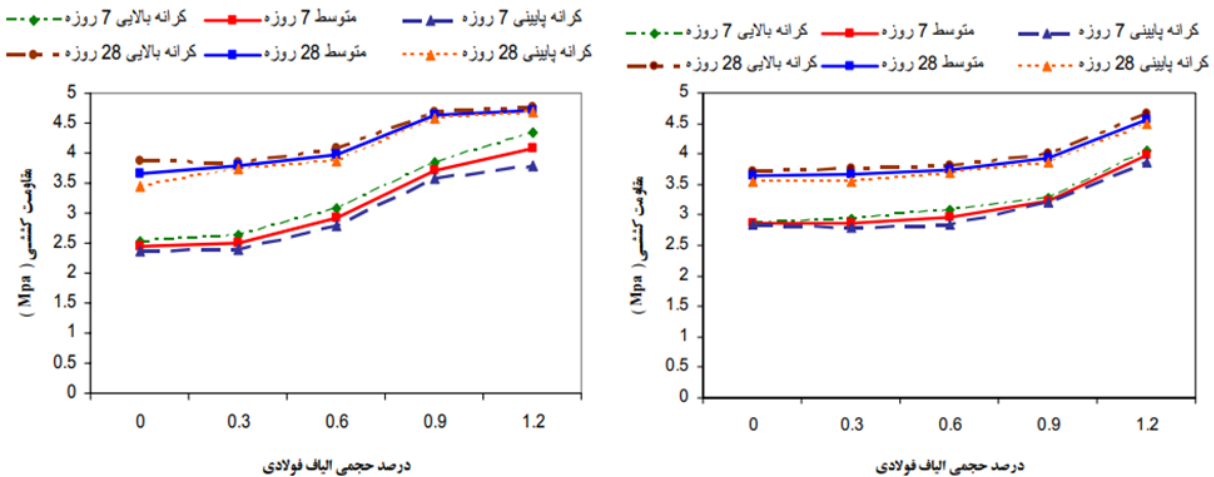 کرانه بالایی 7 روزه متوسط 7 روزه کرانه پایینی 7 روزه
کرانه بالایی 28 روزه متوسط 28 روزه کرانه پایینی 28 روزه
5
4.5
4
3.5
3
2.5
2
1.5
1
0.5
0
مقاومت کششی ( Mpa )
0 0.3 0.6 0.9 1.2
درصد حجمی الیاف فولادی
کرانه بالایی 7 روزه متوسط 7 روزه کرانه پایینی 7 روزه
کرانه بالایی 28 روزه متوسط 28 روزه کرانه پایینی 28 روزه
5
4.5
4
3.5
3
2.5
2
1.5
1
0.5
0
مقاومت کششی ( Mpa )
0 0.3 0.6 0.9 1.2
درصد حجمی الیاف فولادی